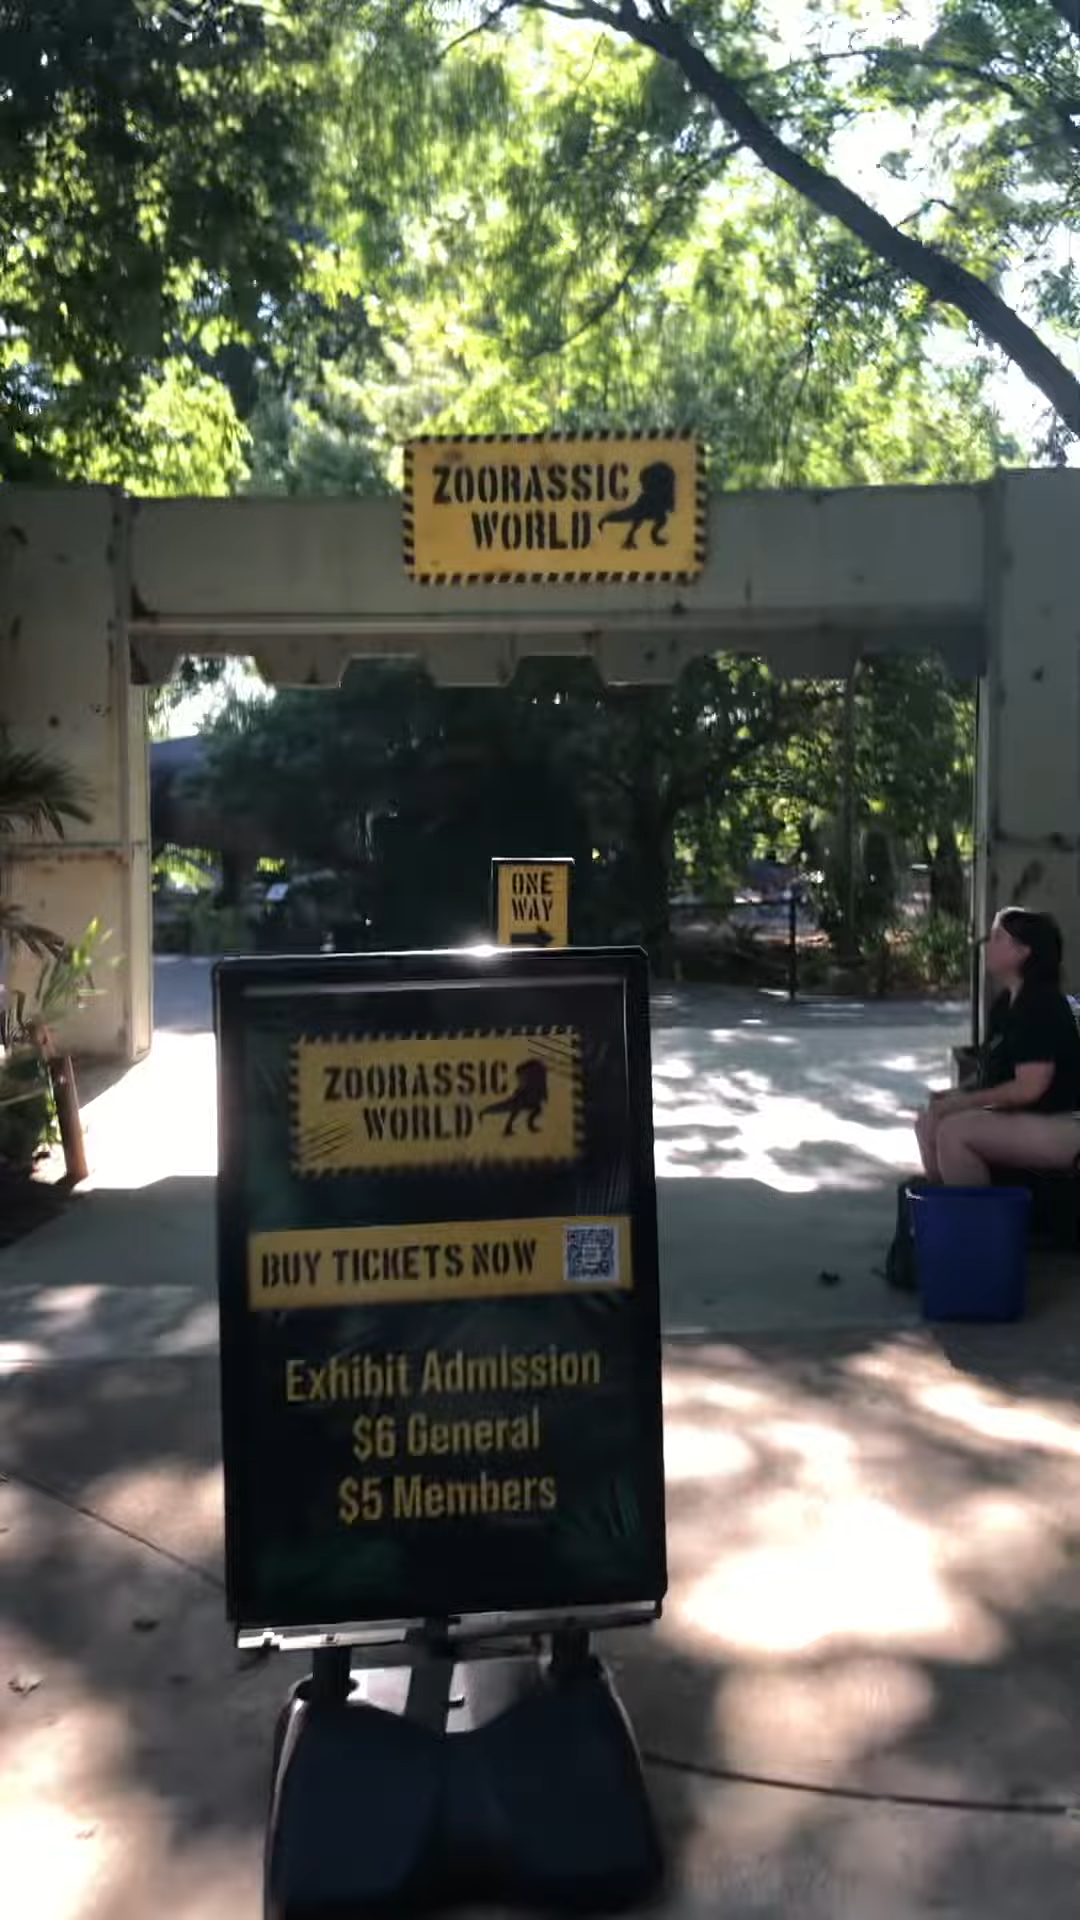 ZOORASSIC
WORLD
ONE
WAY
ZOORASSIC
WORLD
BUY TICKETS NOW
Exhibit Admission
$6 General
$5 Members